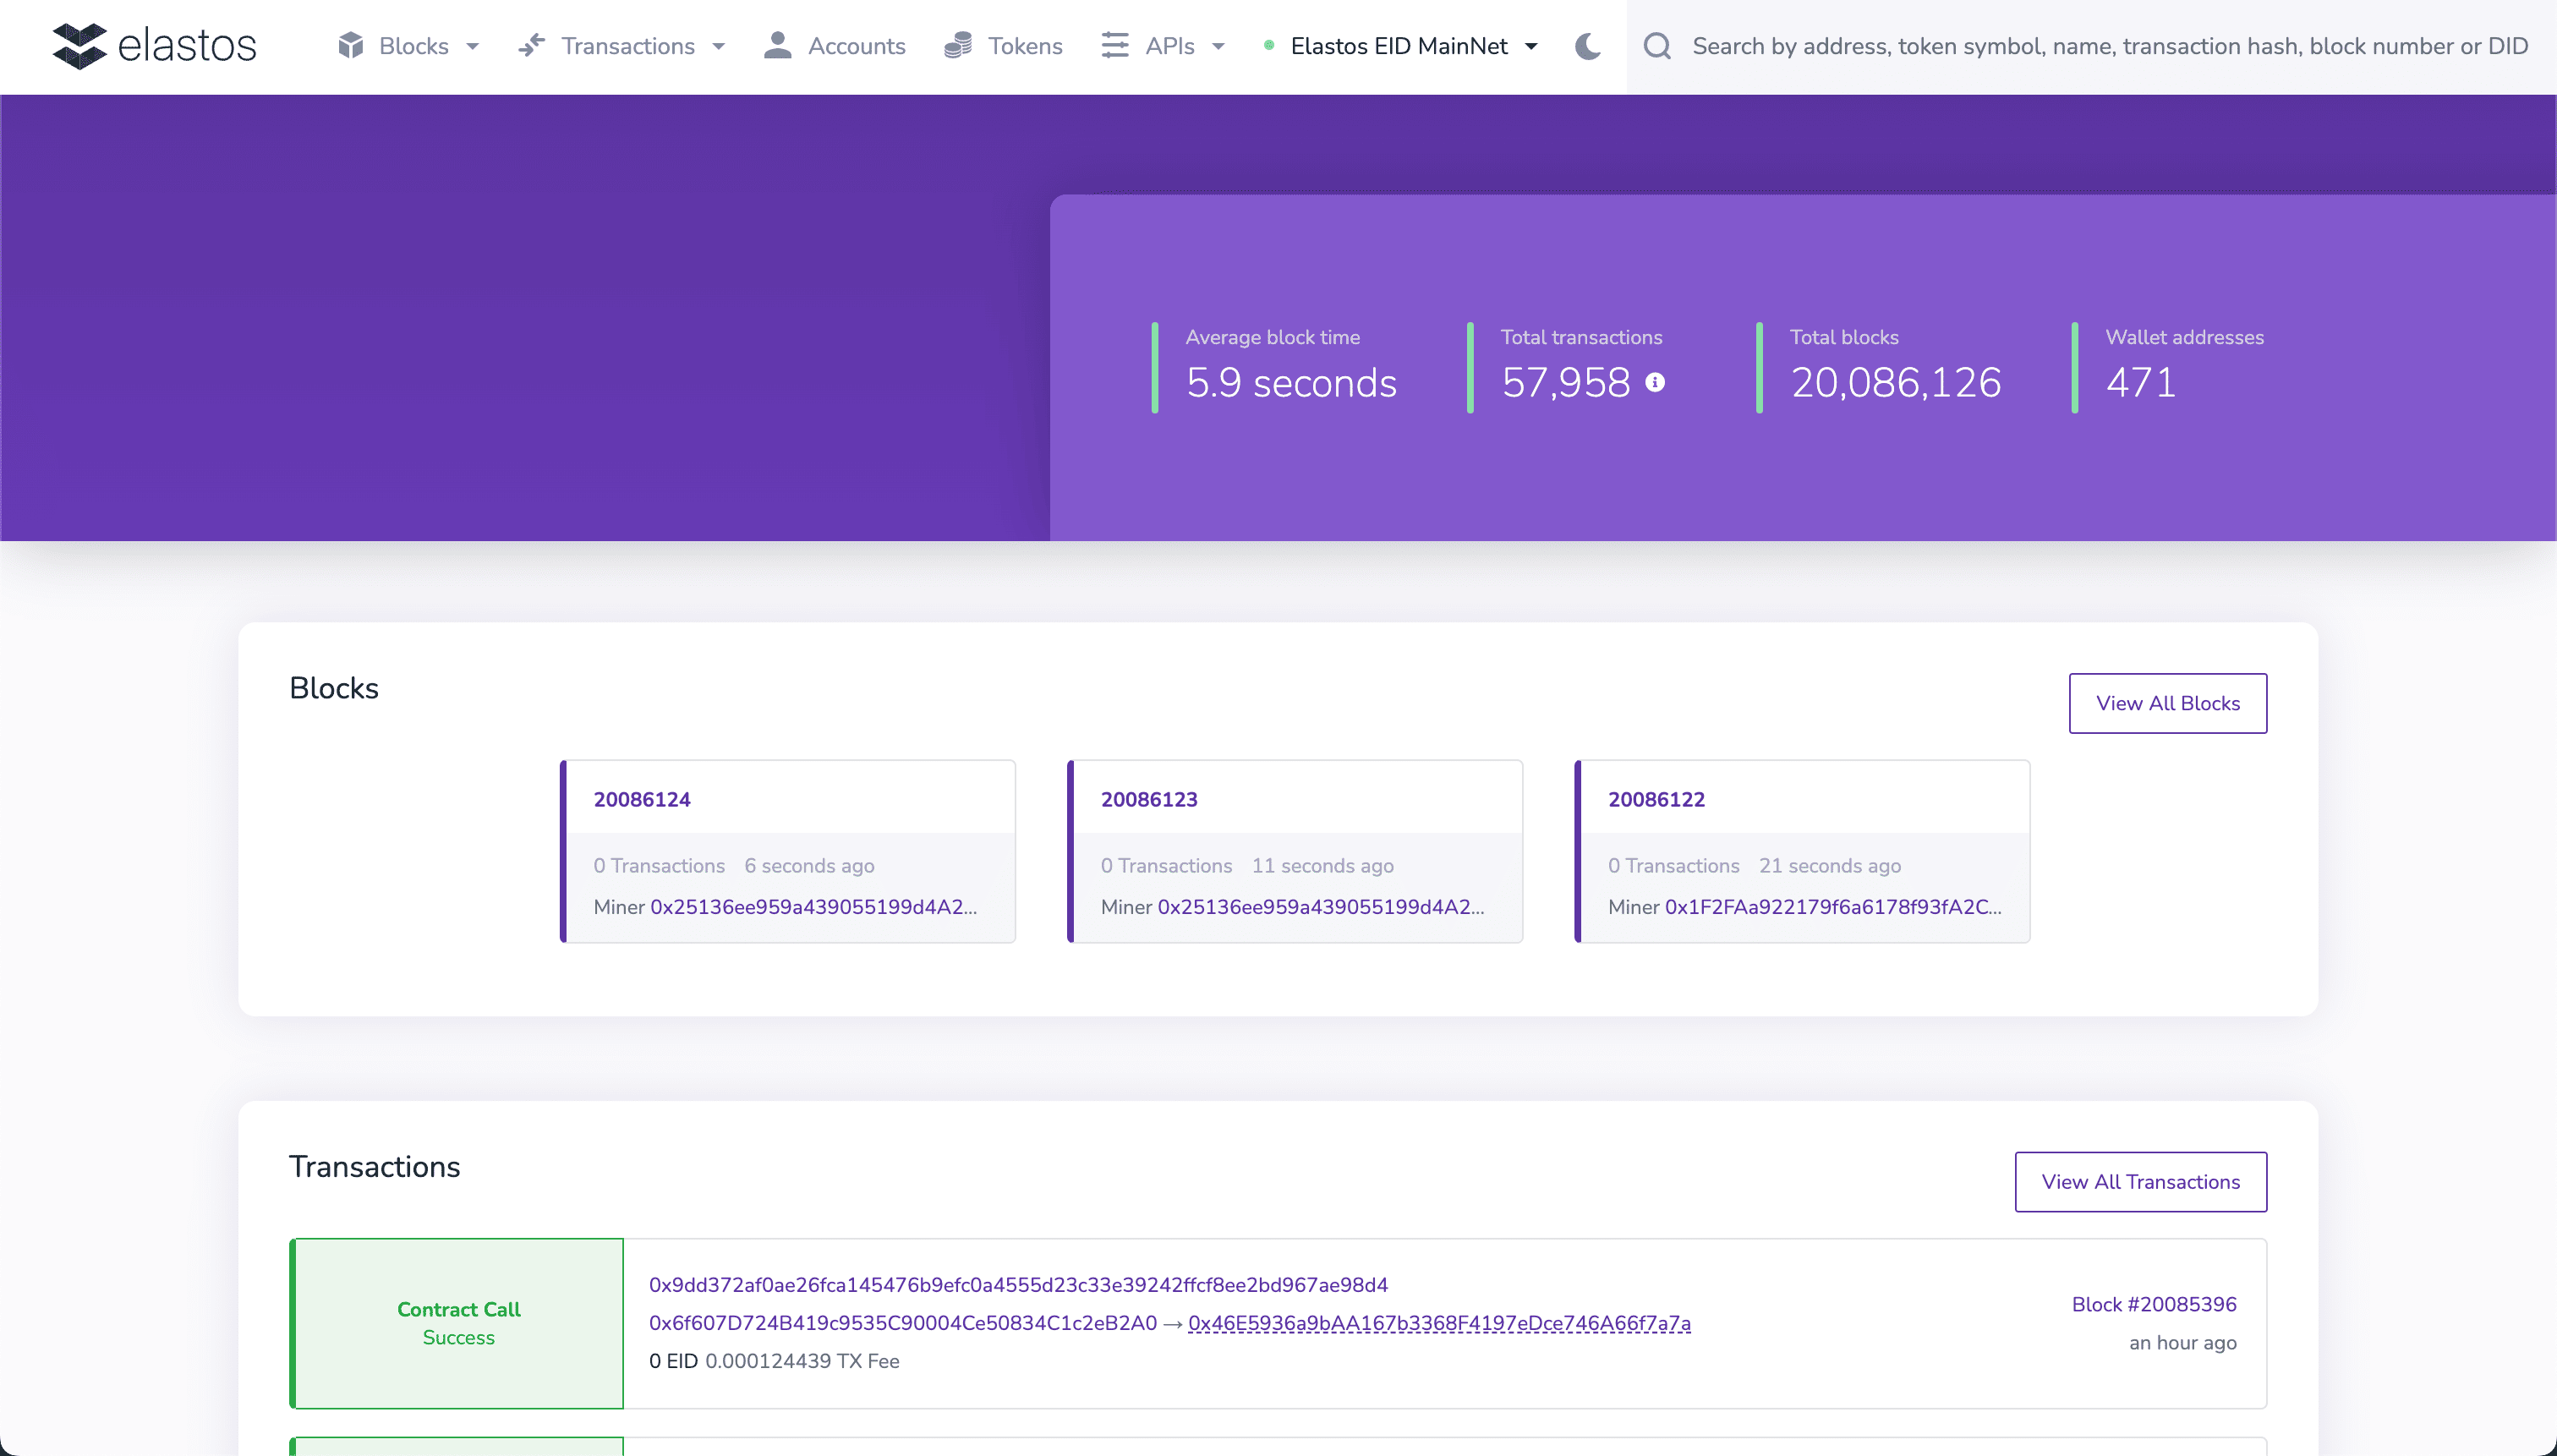 elastos
Blocks
Transactions
Accounts
Tokens
APIs
Elastos EID MainNet
Search by address, token symbol, name, transaction hash, block number or DID
Average block time
5.9 seconds
Total transactions
57,958
Total blocks
20,086,126
Wallet addresses
471
Blocks
View All Blocks
20086124
0 Transactions 6 seconds ago
Miner 0x25136ee959a439055199d4A2...
20086123
0 Transactions 11 seconds ago
Miner 0x25136ee959a439055199d4A2...
20086122
0 Transactions 21 seconds ago
Miner 0x1F2FAa922179f6a6178f93fA2C...
Transactions
View All Transactions
Contract Call
Success
0x9dd372af0ae26fca145476b9efc0a4555d23c33e39242ffcf8ee2bd967ae98d4
0x6f607D724B419c9535C90004Ce50834C1c2eB2A0 → 0x46E5936a9bAA167b3368F4197eDce746A66f7a7a
0 EID 0.000124439 TX Fee
Block #20085396
an hour ago